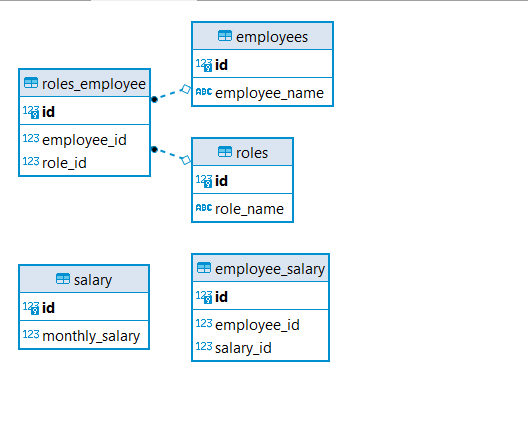 employees
123 id
ABC employee_name
roles_employee
123 id
123 employee_id
123 role_id
roles
123 id
ABC role_name
salary
123 id
123 monthly_salary
employee_salary
123 id
123 employee_id
123 salary_id